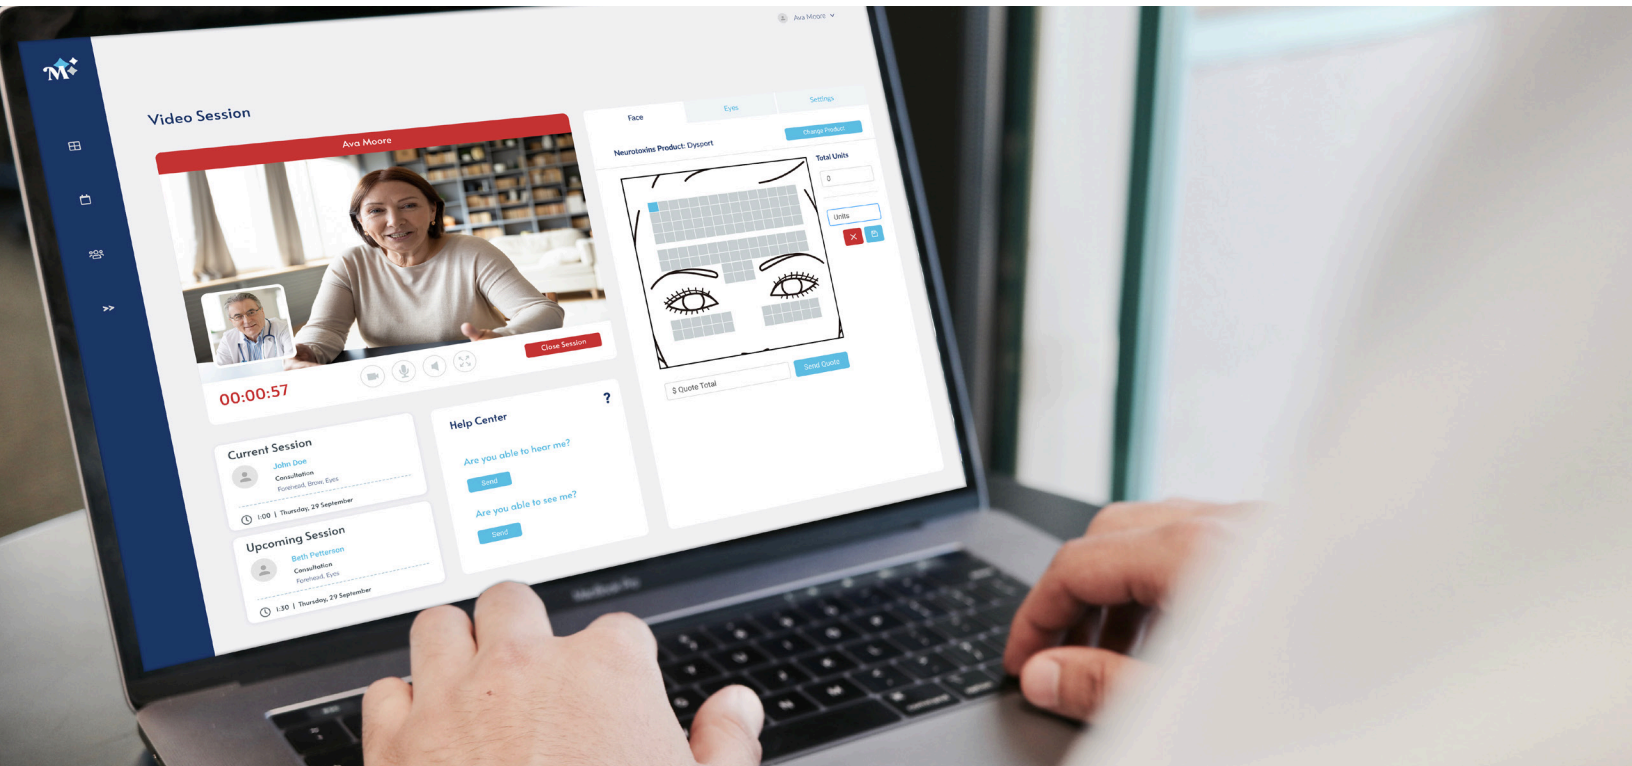 Ava Moore
M
Video Session
Ava Moore
00:00:57
Close Session
Current Session
John Doe
Consultation
Forehead, Brow, Eyes
1:00 | Thursday, 29 September
Upcoming Session
Beth Petterson
Consultation
Forehead, Eyes
1:30 | Thursday, 29 September
Help Center
?
Are you able to hear me?
Send
Are you able to see me?
Send
Face
Eyes
Settings
Neurotoxins Product: Dysport
Change Product
Total Units
0
Units
$ Quote Total
Send Quote
MacBook Pro